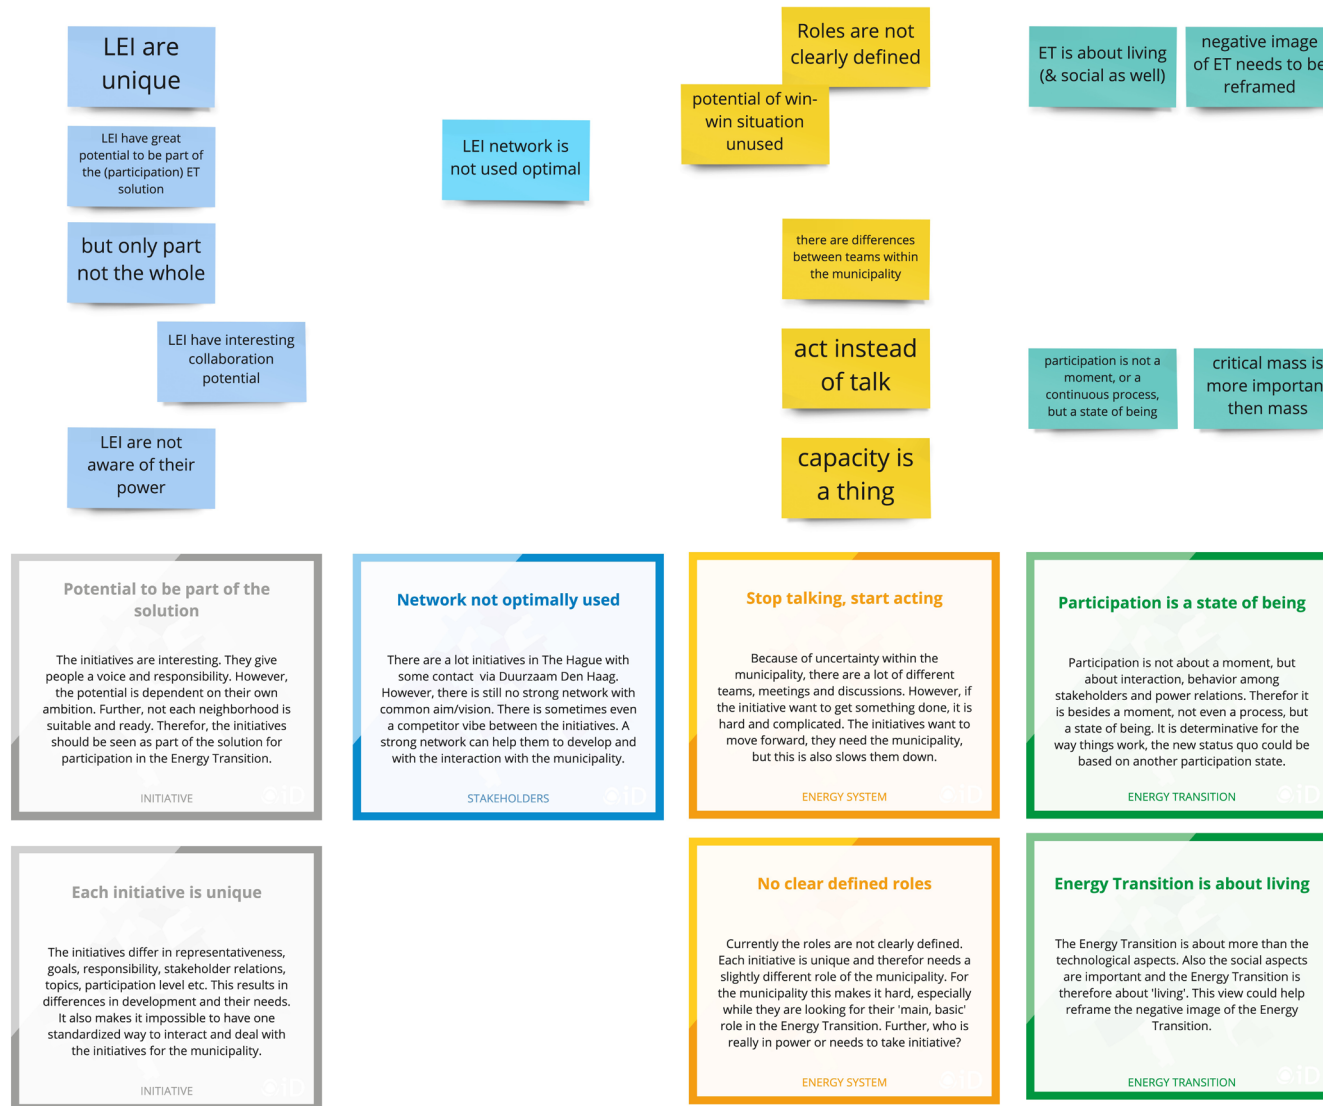 LEI are
unique
LEI have great
potential to be part of
the (participation) ET
solution
but only part
not the whole
LEI have interesting
collaboration
potential
LEI are not
aware of their
power
LEI network is
not used optimal
Roles are not
clearly defined
potential of win-
win situation
unused
there are differences
between teams within
the municipality
act instead
of talk
capacity is
a thing
ET is about living
(& social as well)
negative image
of ET needs to be
reframed
participation is not a
moment, or a
continuous process,
but a state of being
critical mass is
more importan
then mass
Potential to be part of the
solution
The initiatives are interesting. They give
people a voice and responsibility. However,
the potential is dependent on their own
ambition. Further, not each neighborhood is
suitable and ready. Therefor, the initiatives
should be seen as part of the solution for
participation in the Energy Transition.
INITIATIVE
iD
Network not optimally used
There are a lot initiatives in The Hague with
some contact via Duurzaam Den Haag.
However, there is still no strong network with
common aim/vision. There is sometimes even
a competitor vibe between the initiatives. A
strong network can help them to develop and
with the interaction with the municipality.
STAKEHOLDERS
iD
Stop talking, start acting
Because of uncertainty within the
municipality, there are a lot of different
teams, meetings and discussions. However, if
the initiative want to get something done, it is
hard and complicated. The initiatives want to
move forward, they need the municipality,
but this is also slows them down.
ENERGY SYSTEM
iD
Participation is a state of being
Participation is not about a moment, but
about interaction, behavior among
stakeholders and power relations. Therefor it
is besides a moment, not even a process, but
a state of being. It is determinative for the
way things work, the new status quo could be
based on another participation state.
ENERGY TRANSITION
iD
Each initiative is unique
The initiatives differ in representativeness,
goals, responsibility, stakeholder relations,
topics, participation level etc. This results in
differences in development and their needs.
It also makes it impossible to have one
standardized way to interact and deal with
the initiatives for the municipality.
INITIATIVE
iD
No clear defined roles
Currently the roles are not clearly defined.
Each initiative is unique and therefor needs a
slightly different role of the municipality. For
the municipality this makes it hard, especially
while they are looking for their 'main, basic'
role in the Energy Transition. Further, who is
really in power or needs to take initiative?
ENERGY SYSTEM
iD
Energy Transition is about living
The Energy Transition is about more than the
technological aspects. Also the social aspects
are important and the Energy Transition is
therefore about 'living'. This view could help
reframe the negative image of the Energy
Transition.
ENERGY TRANSITION
iD